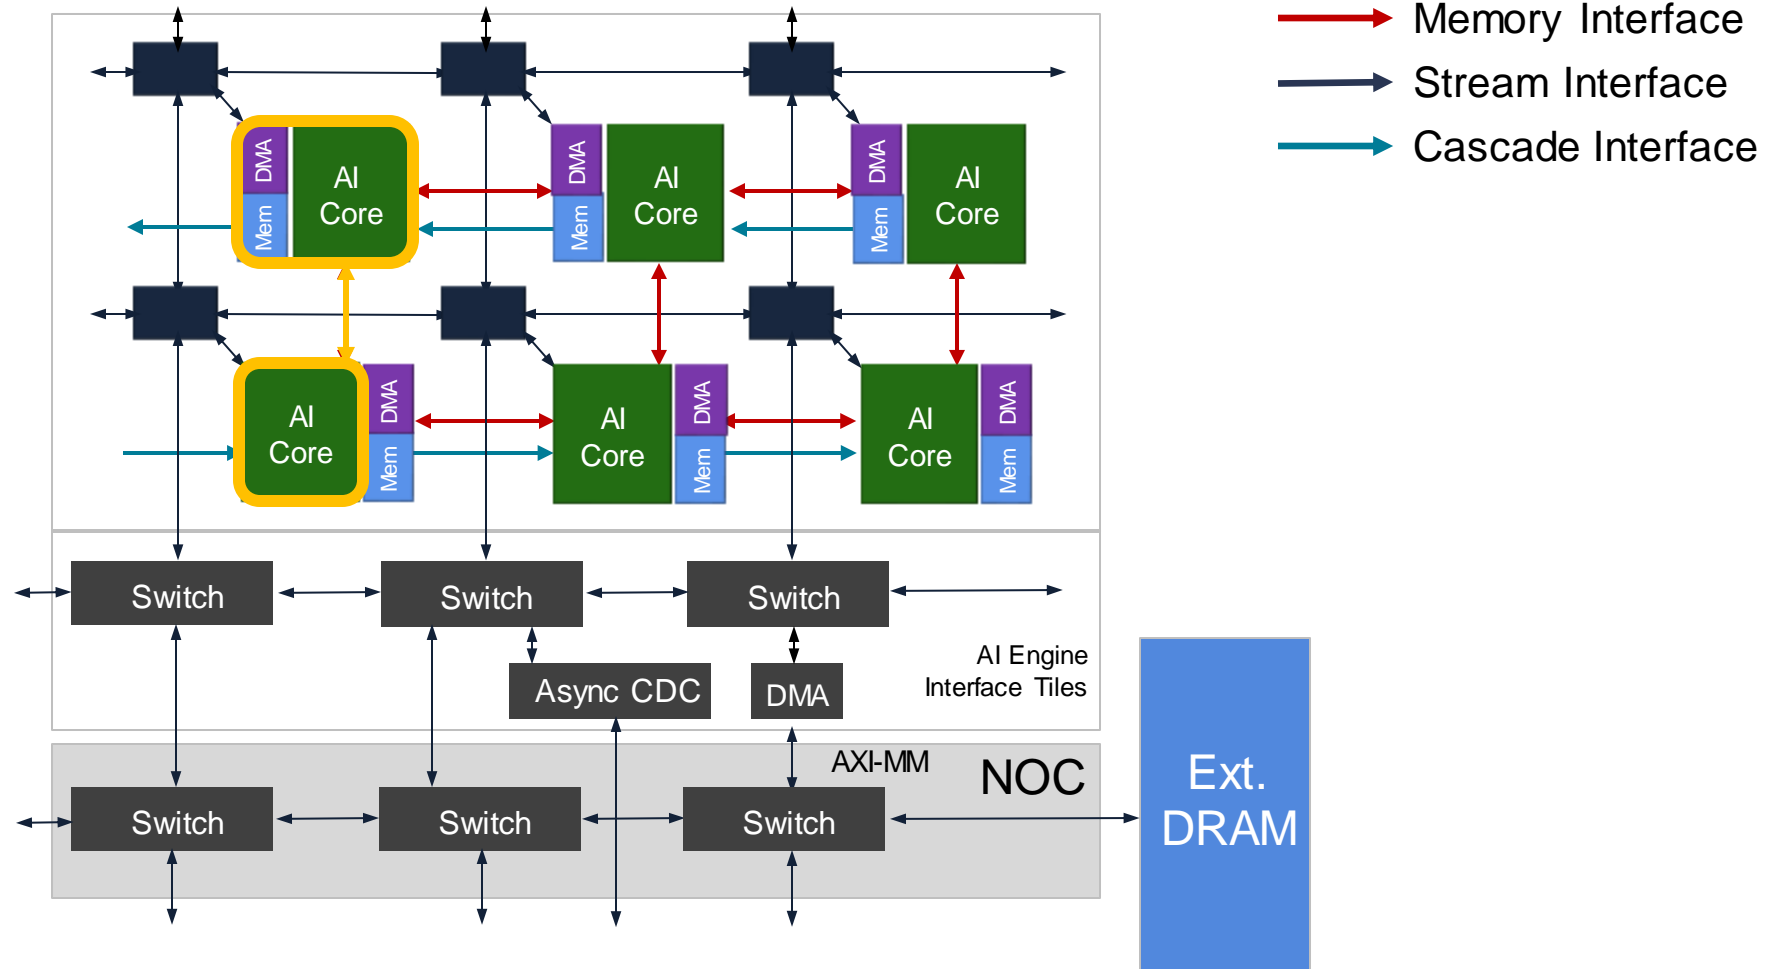 Memory Interface
Stream Interface
Cascade Interface
DMA
Mem
AI
Core
DMA
Mem
AI
Core
DMA
Mem
AI
Core
AI
Core
DMA
Mem
AI
Core
DMA
Mem
AI
Core
DMA
Mem
Switch
Switch
Switch
Async CDC
DMA
AI Engine
Interface Tiles
AXI-MM
NOC
Switch
Switch
Switch
Ext.
DRAM